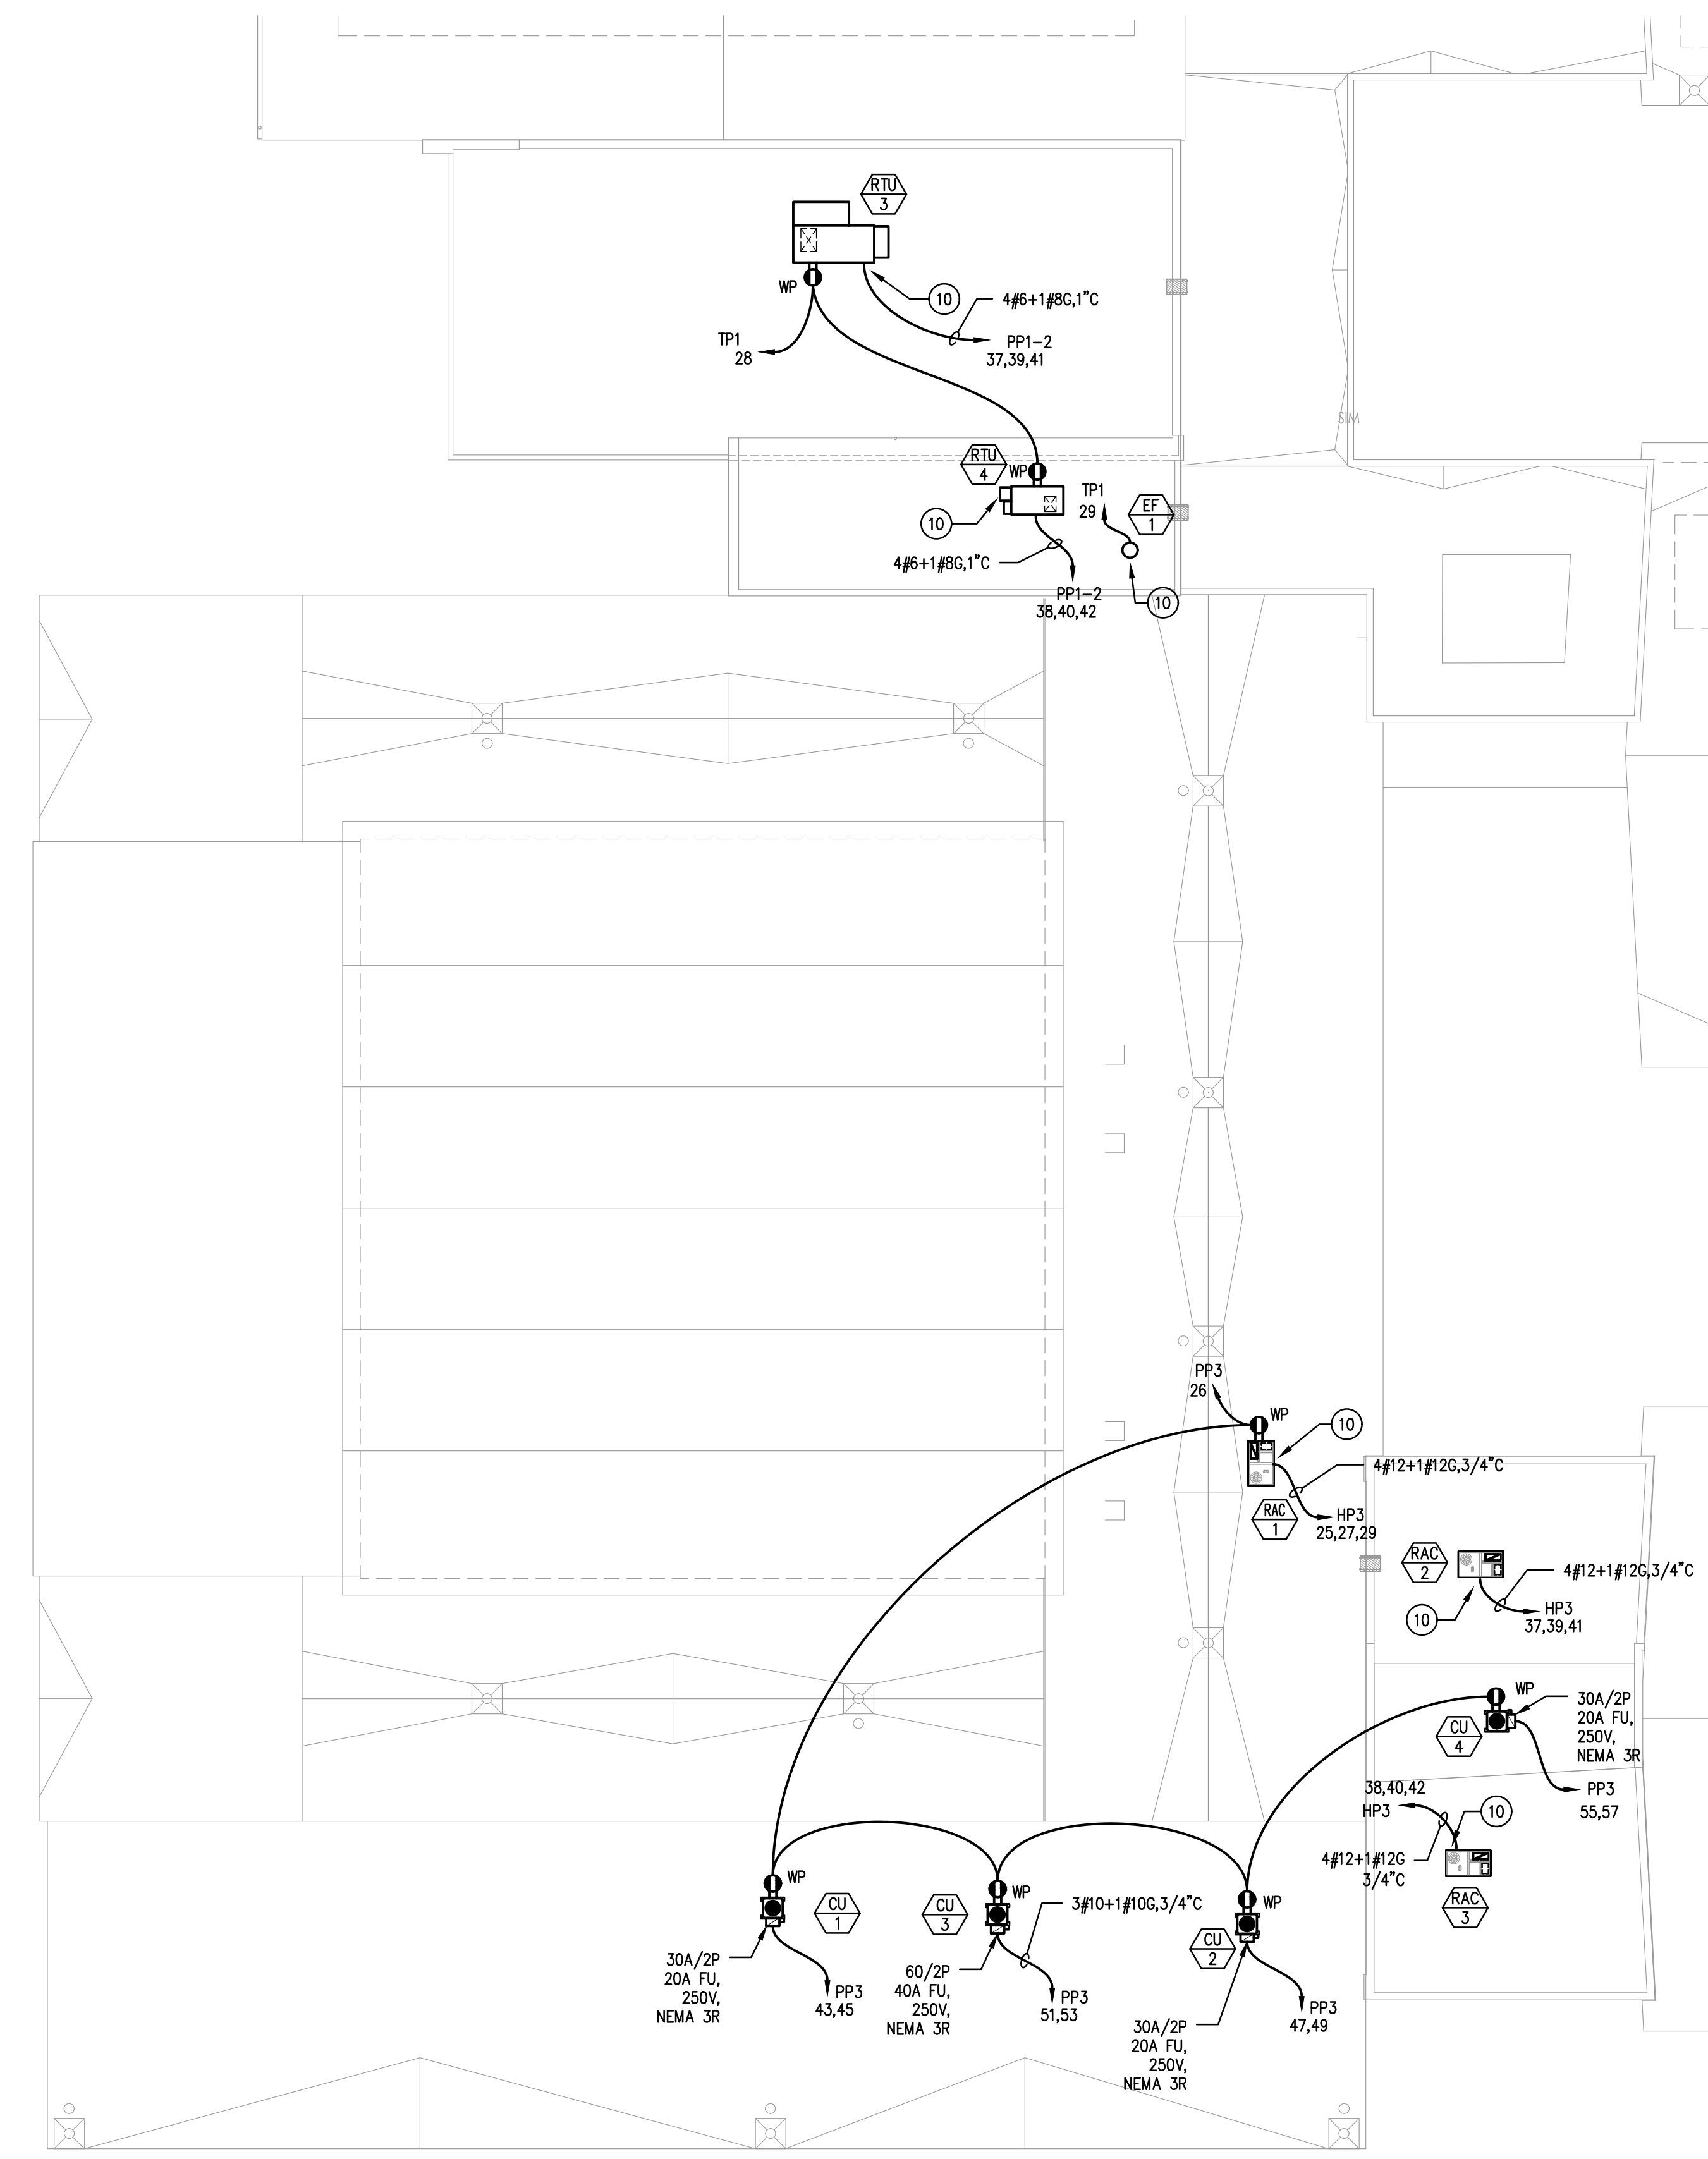 RTU
3
WP
10
4#6+1#8G,1"C
TP1
28
PP1-2
37,39,41
SIM
RTU
4
WP
10
TP1
29
EF
1
4#6+1#8G,1"C
PP1-2
38,40,42
10
PP3
26
WP
10
4#12+1#12G,3/4"C
RAC
1
HP3
25,27,29
RAC
2
4#12+1#12G,3/4"C
10
HP3
37,39,41
WP
30A/2P
20A FU,
250V,
NEMA 3R
CU
4
PP3
55,57
38,40,42
HP3
10
4#12+1#12G
3/4"C
RAC
3
WP
CU
1
30A/2P
20A FU,
250V,
NEMA 3R
PP3
43,45
WP
CU
3
3#10+1#10G,3/4"C
60/2P
40A FU,
250V,
NEMA 3R
PP3
51,53
WP
CU
2
30A/2P
20A FU,
250V,
NEMA 3R
PP3
47,49